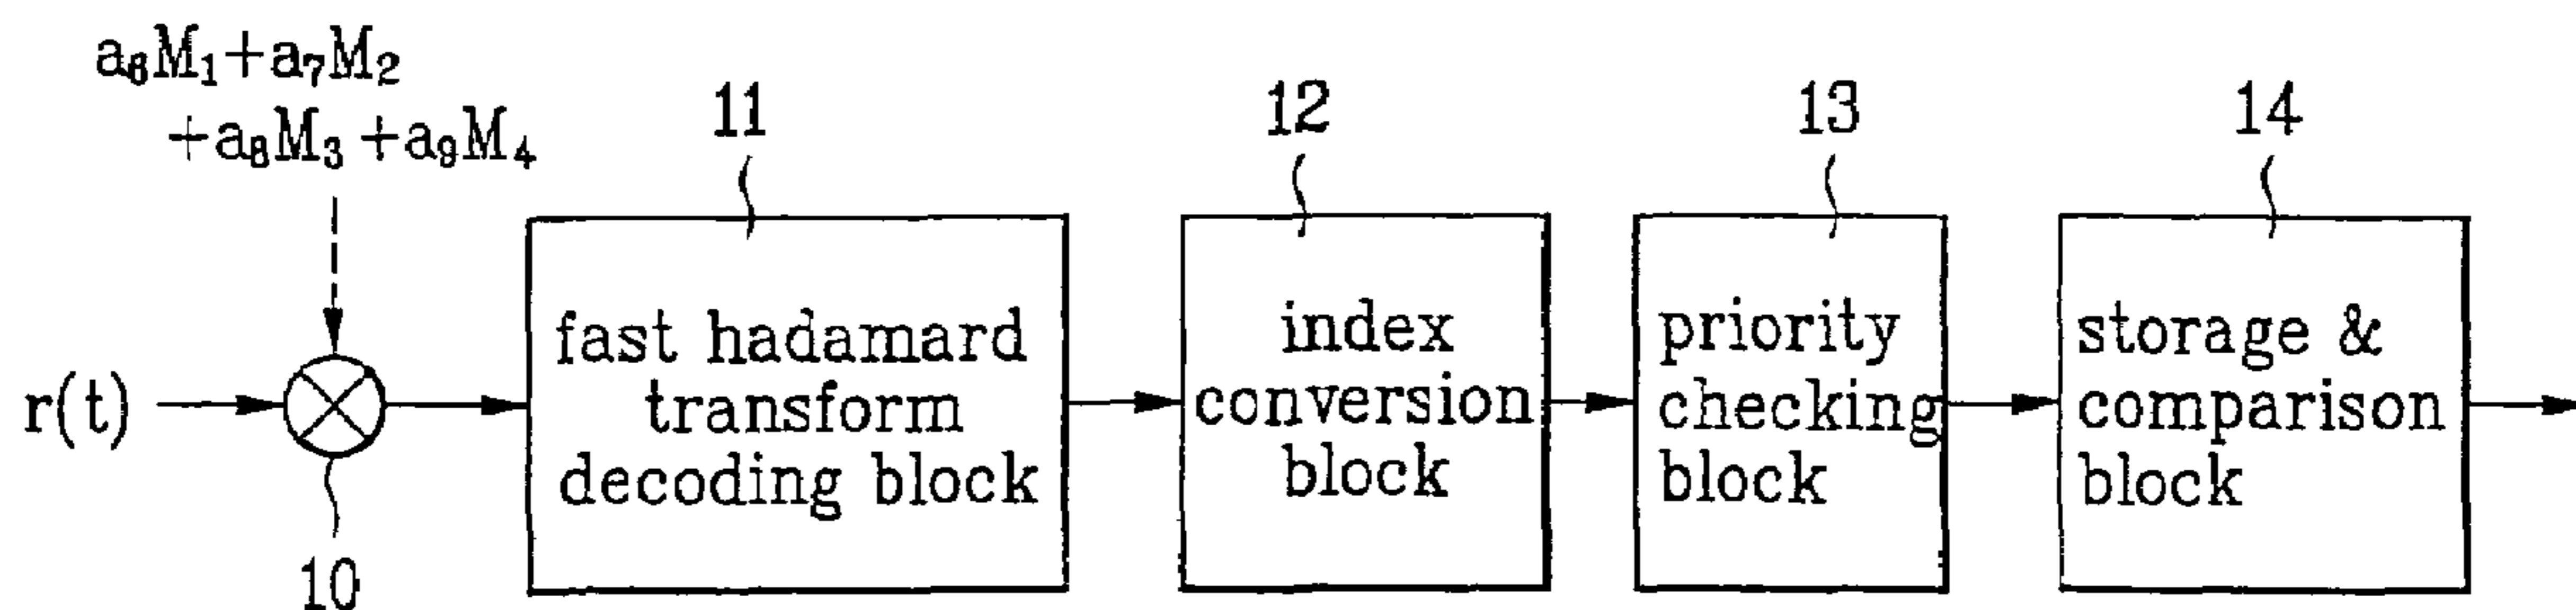 a₆M₁+a₇M₂
+a₈M₃+a₉M₄
11
12
13
14
r(t)
fast hadamard
transform
decoding block
index
conversion
block
priority
checking
block
storage &
comparison
block
10